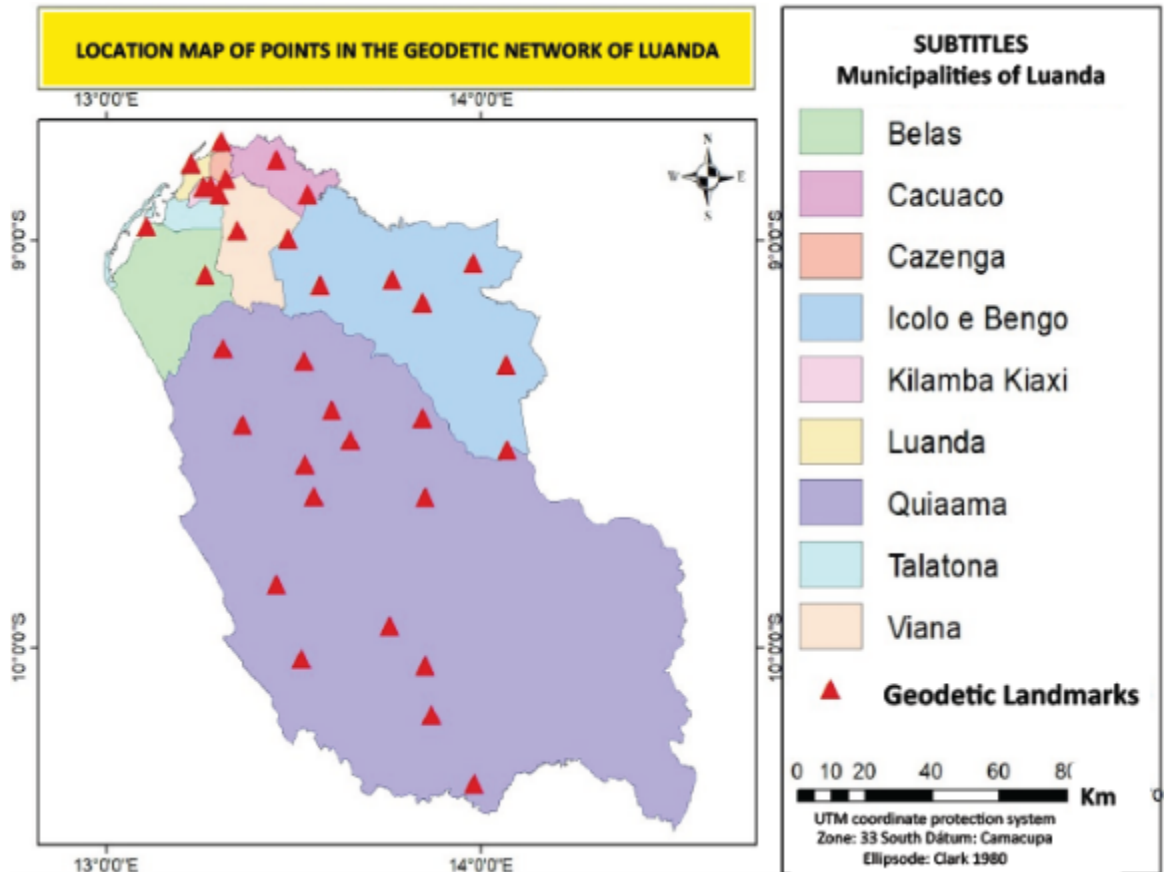 LOCATION MAP OF POINTS IN THE GEODETIC NETWORK OF LUANDA
13°0'0"E
14°0'0"E
N
W
E
S
9°0'0"S
9°0'0"S
10°0'0"S
10°0'0"S
13°0'0"E
14°0'0"E
SUBTITLES
Municipalities of Luanda
Belas
Cacuaco
Cazenga
Icolo e Bengo
Kilamba Kiaxi
Luanda
Quiaama
Talatona
Viana
Geodetic Landmarks
0 10 20 40 60
Km
UTM coordinate protection system
Zone: 33 South Dátum: Camacupa
Ellipsode: Clark 1980